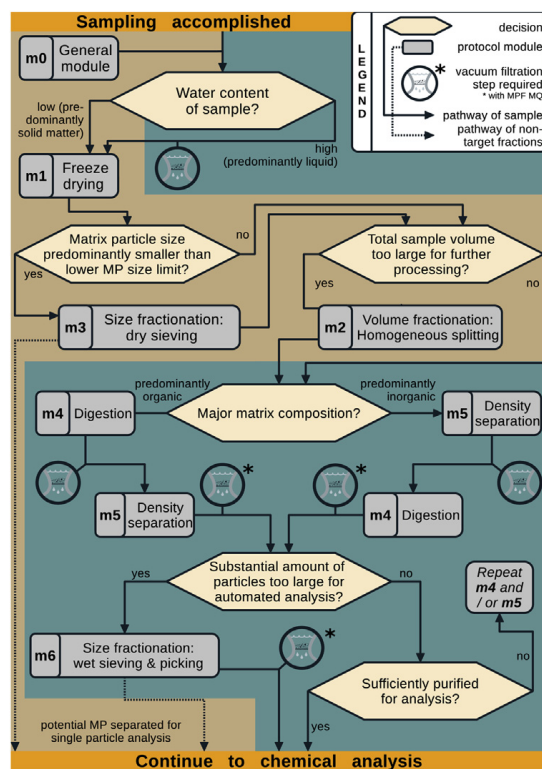 Sampling accomplished
m0
General
module
LEGEND
decision
protocol module
*
vacuum filtration
step required
* with MPF MQ
pathway of sample
pathway of non-
target fractions
Water content
of sample?
low (pre-
dominantly
solid matter)
high
(predominantly liquid)
m1
Freeze
drying
Matrix particle size
predominantly smaller than
lower MP size limit?
no
yes
Total sample volume
too large for further
processing?
yes
no
m3
Size fractionation:
dry sieving
m2
Volume fractionation:
Homogeneous splitting
predominantly
organic
Major matrix composition?
predominantly
inorganic
m4
Digestion
m5
Density
separation
m5
Density
separation
*
*
m4
Digestion
Substantial amount of
particles too large for
automated analysis?
yes
no
Repeat
m4 and
/ or m5
m6
Size fractionation:
wet sieving & picking
*
Sufficiently purified
for analysis?
no
yes
potential MP separated for
single particle analysis
Continue to chemical analysis